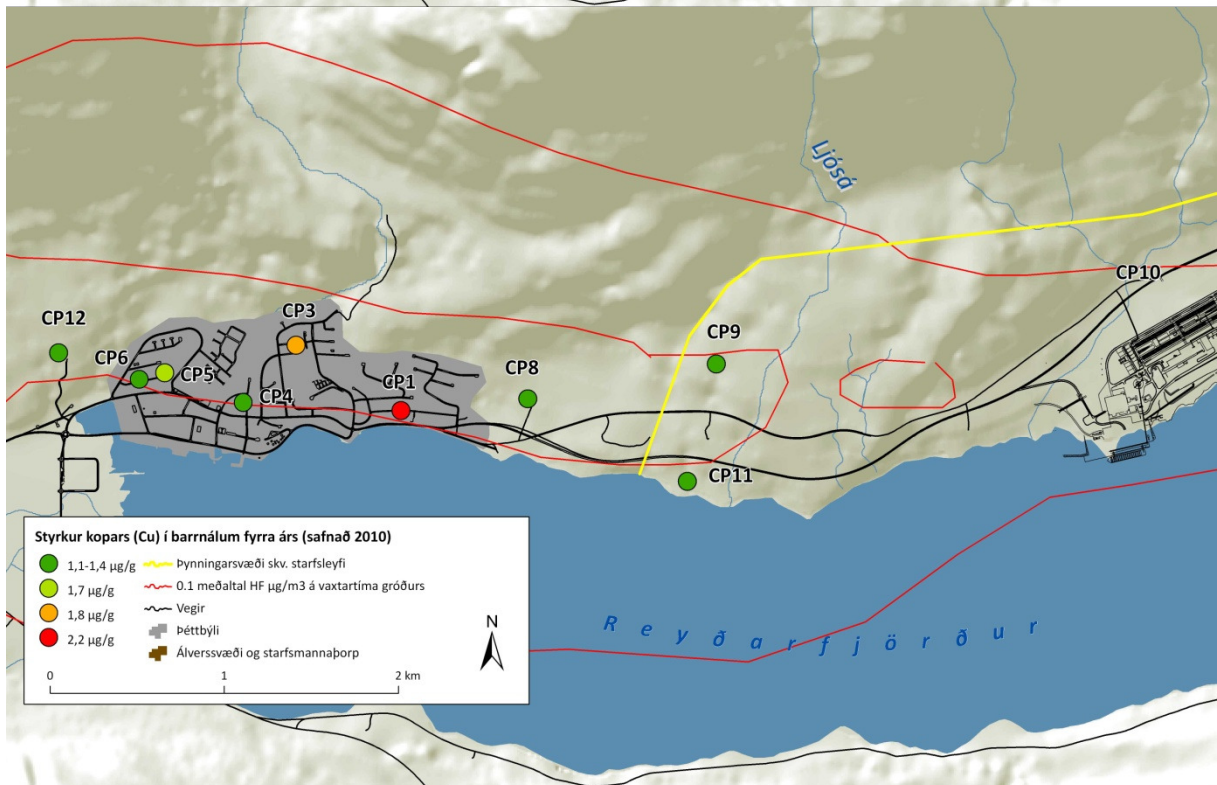 Ljósá
CP10
CP3
CP12
CP9
CP6
CP5
CP8
CP4
CP1
CP11
Styrkur kopars (Cu) í barrnálum fyrra árs (safnað 2010)
1,1-1,4 µg/g
1,7 µg/g
1,8 µg/g
2,2 µg/g
Þynningarsvæði skv. starfsleyfi
0.1 meðaltal HF µg/m3 á vaxtartíma gróðurs
Vegir
Þéttbýli
Álverssvæði og starfsmannaþorp
N
0 1 2 km
Reyðarfjörður